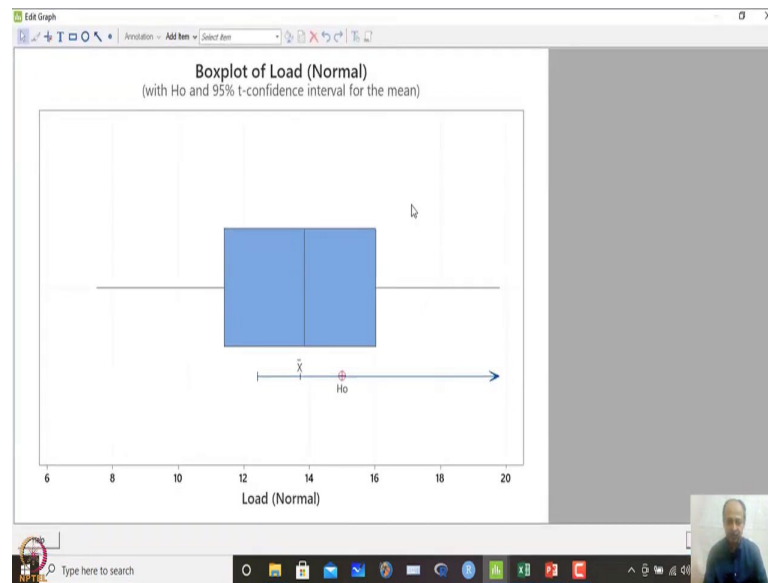 Edit Graph
T Annotation Add Item Select Item
Boxplot of Load (Normal)
(with Ho and 95% t-confidence interval for the mean)
X̄
Ho
6 8 10 12 14 16 18 20
Load (Normal)
NPTEL
Type here to search